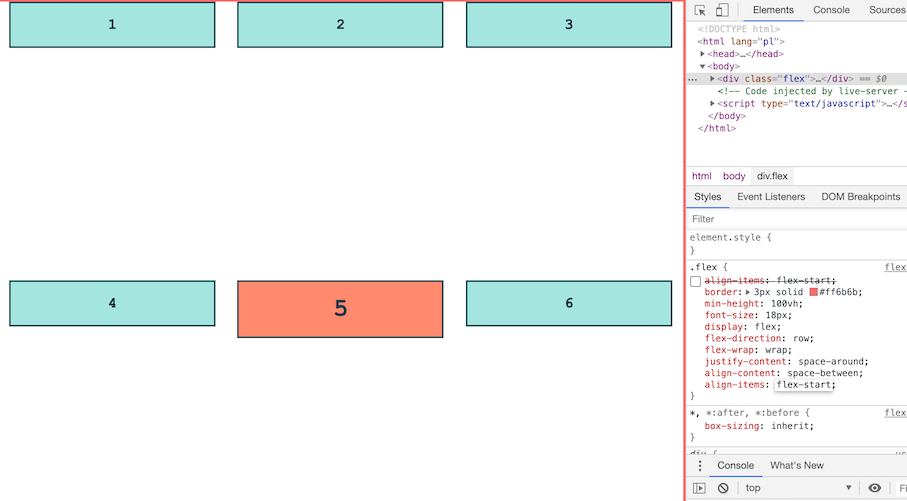 1
2
3
4
5
6
Elements Console Sources
<!DOCTYPE html>
<html lang="pl">
<head>…</head>
<body>
… <div class="flex">…</div> == $0
<!-- Code injected by live-server
<script type="text/javascript">…</s
</body>
</html>
html body div.flex
Styles Event Listeners DOM Breakpoints
Filter
element.style {
}
.flex { flex
align-items: flex-start;
border: 3px solid #ff6b6b;
min-height: 100vh;
font-size: 18px;
display: flex;
flex-direction: row;
flex-wrap: wrap;
justify-content: space-around;
align-content: space-between;
align-items: flex-start;
}
*, *:after, *:before { flex
box-sizing: inherit;
}
div {
Console What's New
top